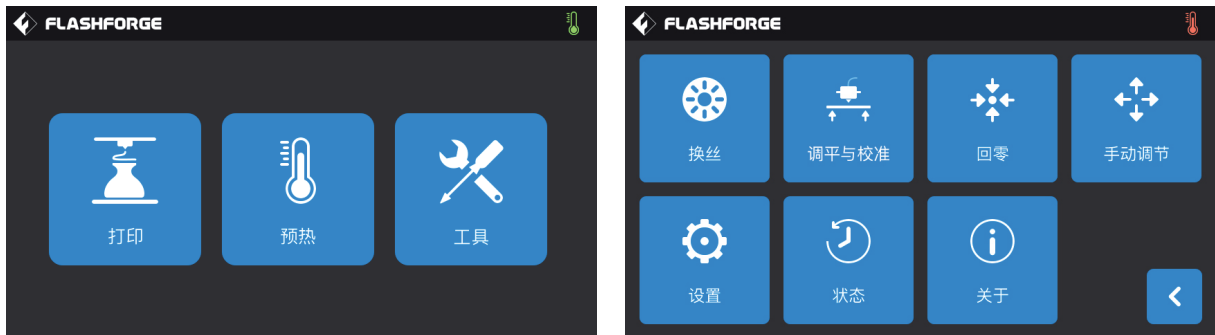 FLASHFORGE
打印
预热
工具
FLASHFORGE
换丝
调平与校准
回零
手动调节
设置
状态
关于